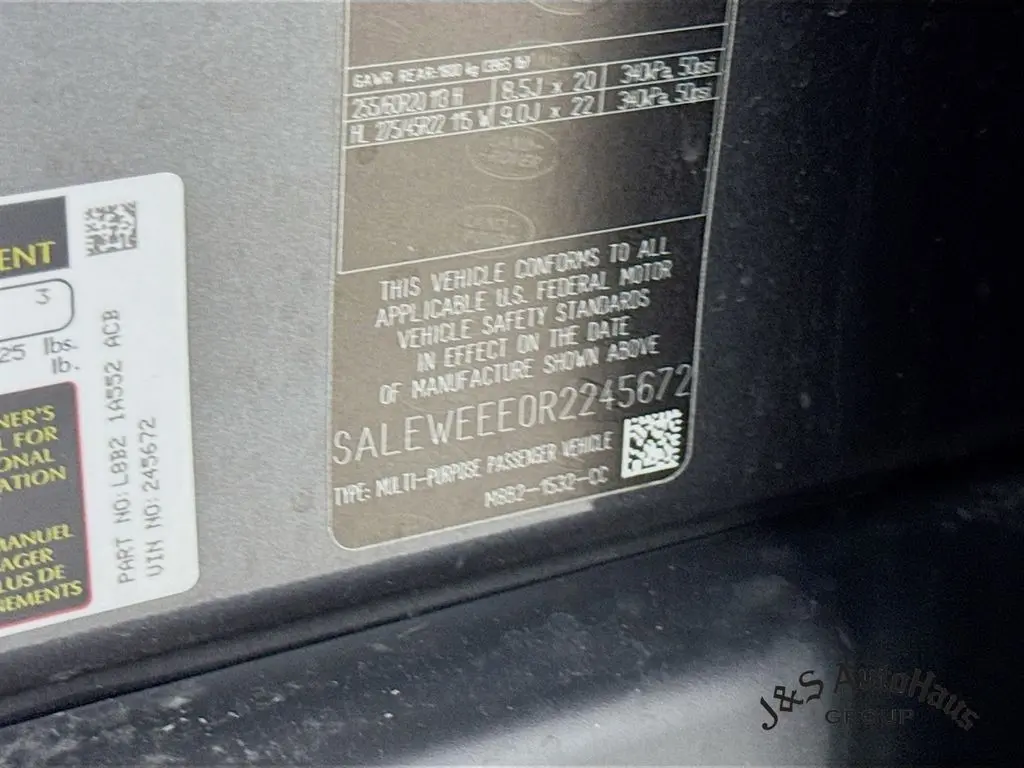 ENT
3
25 lbs.
lb.
NER'S
L FOR
ONAL
ATION
MANUEL
AGER
LUS DE
NEMENTS
PART NO: L8B2 1A552 ACB
VIN NO: 245672
GAWR REAR: 1800 kg
255/60R20 113 H 8.5J x 20 340kPa, 50psi
HL 275/45R22 115 W 9.0J x 22 340kPa, 50psi
THIS VEHICLE CONFORMS TO ALL
APPLICABLE U.S. FEDERAL MOTOR
VEHICLE SAFETY STANDARDS
IN EFFECT ON THE DATE
OF MANUFACTURE SHOWN ABOVE
SALEWEEE0R2245672
TYPE: MULTI-PURPOSE PASSENGER VEHICLE
M8B2-1532-CC
J&S AutoHaus
GROUP